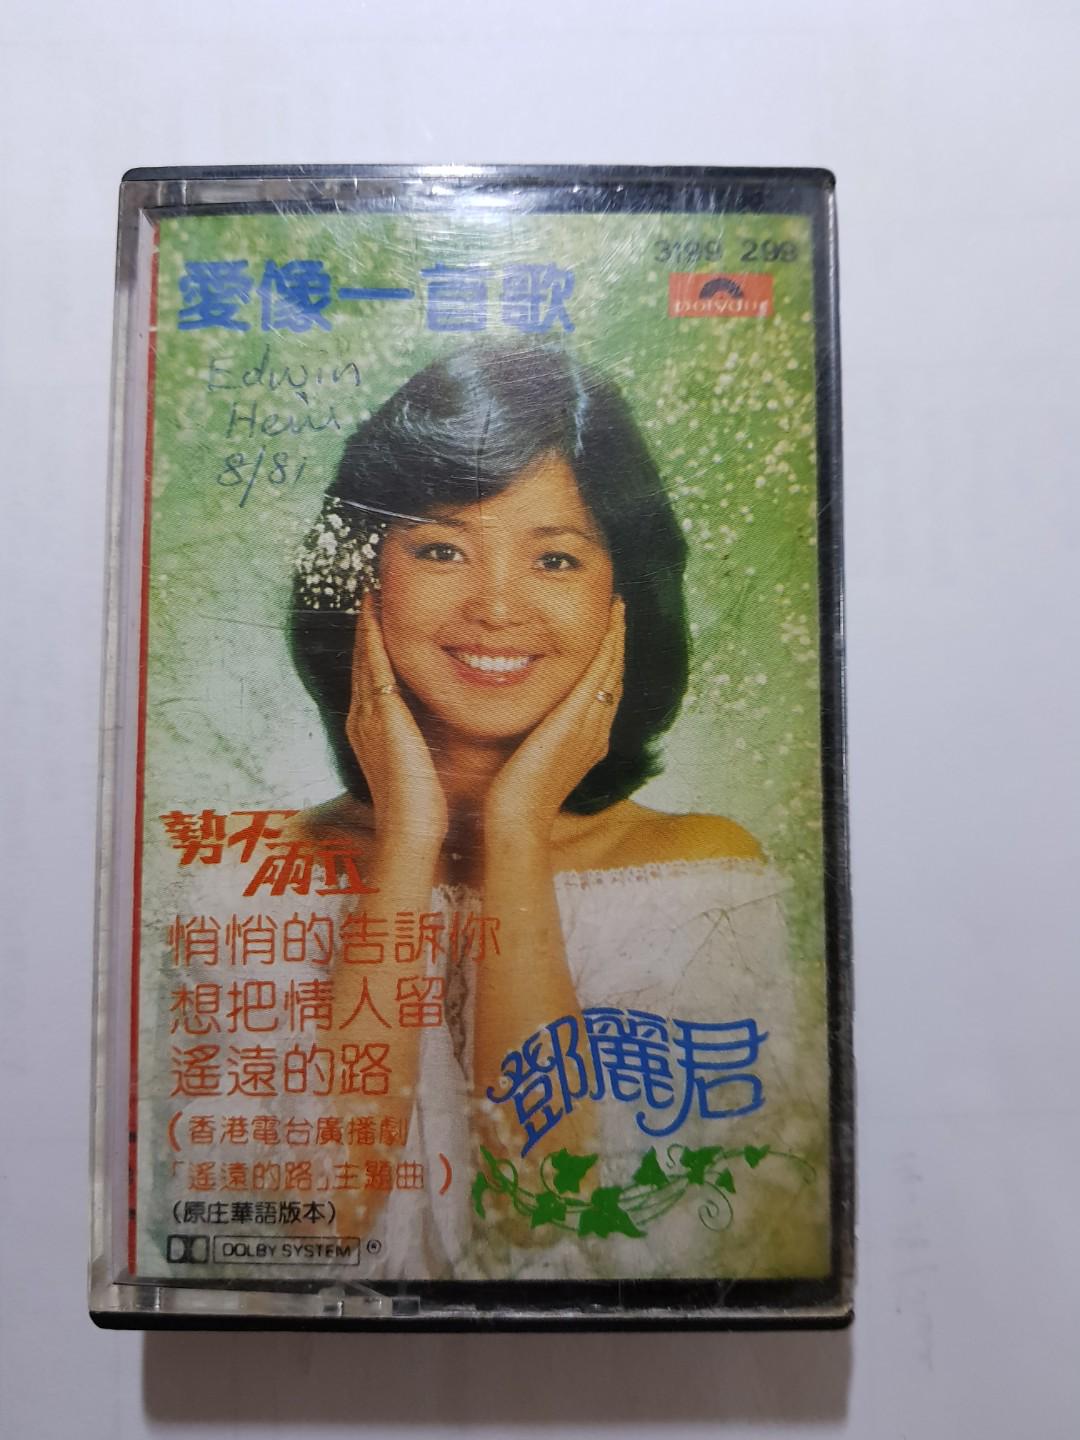 3199 298
愛像一首歌
polydor
Edwin
8/81
勢不兩立
悄悄的告訴你
想把情人留
遙遠的路
(香港電台廣播劇
「遙遠的路」主題曲)
(原庄華語版本)
DOLBY SYSTEM ®
鄧麗君